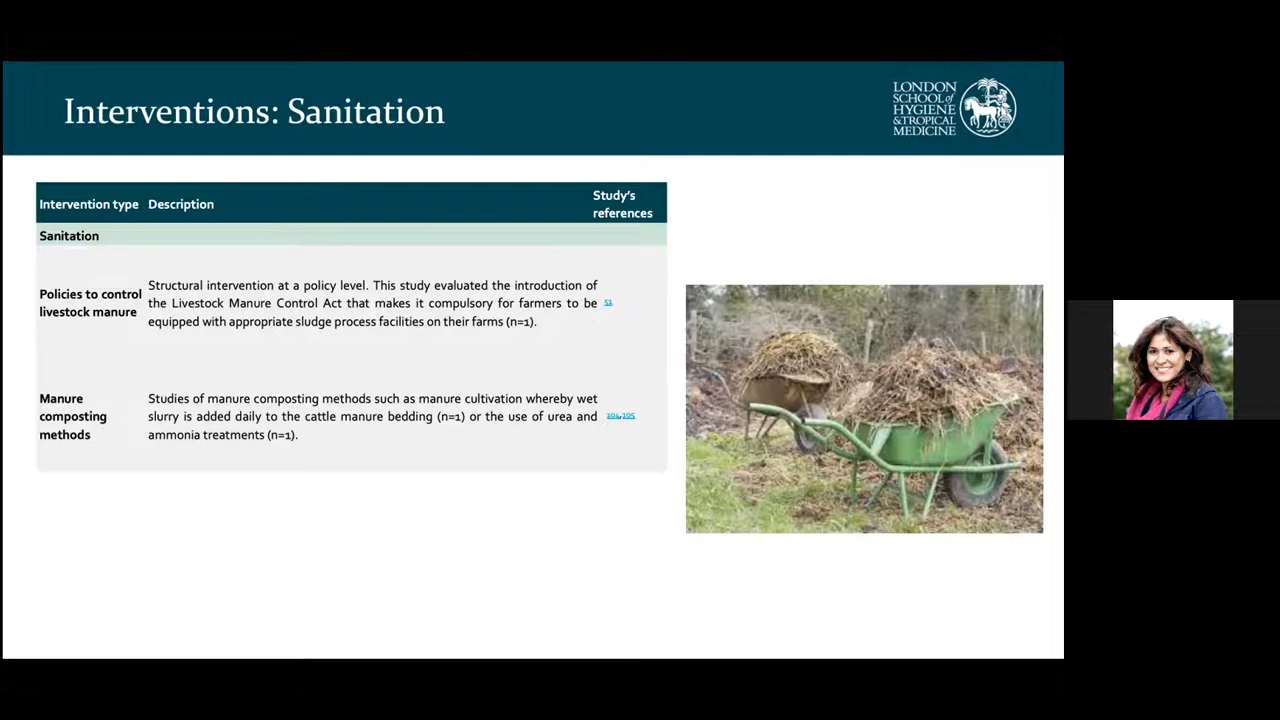 Interventions: Sanitation
LONDON
SCHOOL of
HYGIENE
& TROPICAL
MEDICINE
Intervention type Description Study's
references
Sanitation
Policies to control
livestock manure
Structural intervention at a policy level. This study evaluated the introduction of
the Livestock Manure Control Act that makes it compulsory for farmers to be
equipped with appropriate sludge process facilities on their farms (n=1).
51
Manure
composting
methods
Studies of manure composting methods such as manure cultivation whereby wet
slurry is added daily to the cattle manure bedding (n=1) or the use of urea and
ammonia treatments (n=1).